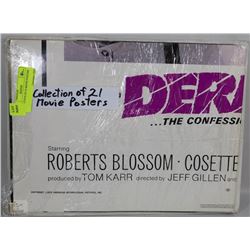 Collection of 21
Movie Posters
DER
...THE CONFESSI
Starring
ROBERTS BLOSSOM · COSETTE
produced by TOM KARR directed by JEFF GILLEN and